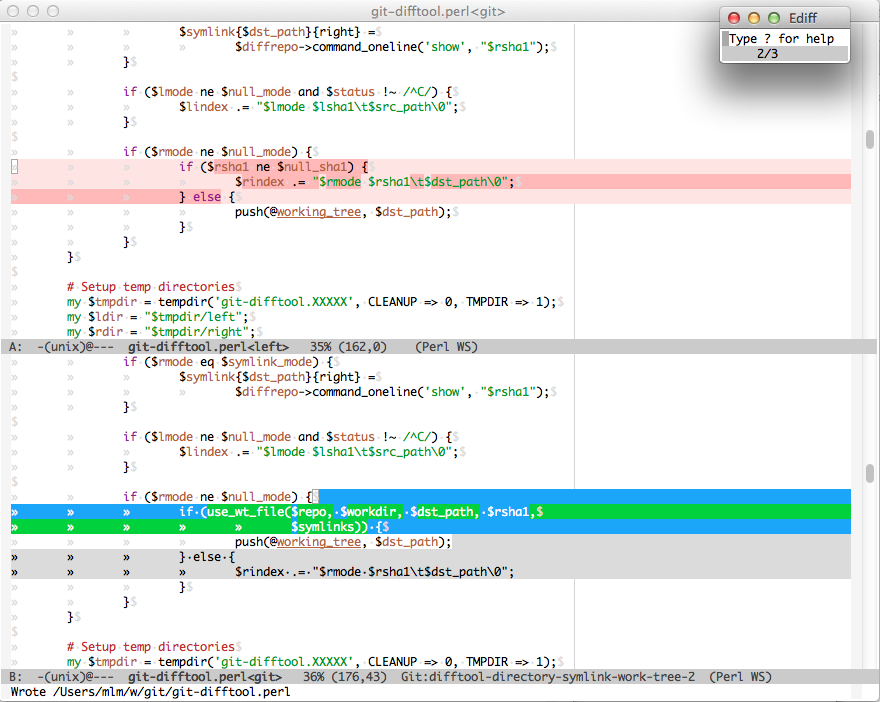 git-difftool.perl<git>
Ediff
Type ? for help
2/3
» » » $symlink{$dst_path}{right} =$
» » » » $diffrepo->command_oneline('show', "$rsha1");$
» » }$
$
» » if ($lmode ne $null_mode and $status !~ /^C/) {$
» » » $lindex .= "$lmode $lsha1\t$src_path\0";$
» » }$
$
» » if ($rmode ne $null_mode) {$
» » » if ($rsha1 ne $null_sha1) {$
» » » » $rindex .= "$rmode $rsha1\t$dst_path\0";$
» » » } else {$
» » » » push(@working_tree, $dst_path);$
» » » }$
» » }$
» }$
$
» # Setup temp directories$
» my $tmpdir = tempdir('git-difftool.XXXXX', CLEANUP => 0, TMPDIR => 1);$
» my $ldir = "$tmpdir/left";$
» my $rdir = "$tmpdir/right";$
A: -(unix)@--- git-difftool.perl<left> 35% (162,0) (Perl WS)
» » if ($rmode eq $symlink_mode) {$
» » » $symlink{$dst_path}{right} =$
» » » » $diffrepo->command_oneline('show', "$rsha1");$
» » }$
$
» » if ($lmode ne $null_mode and $status !~ /^C/) {$
» » » $lindex .= "$lmode $lsha1\t$src_path\0";$
» » }$
$
» » if ($rmode ne $null_mode) {$
» » » if·(use_wt_file($repo,·$workdir,·$dst_path,·$rsha1,$
» » » » » $symlinks))·{$
» » » » push(@working_tree, $dst_path);
» » » }·else·{
» » » » $rindex·.=·"$rmode·$rsha1\t$dst_path\0";
» » » }$
» » }$
» }$
$
» # Setup temp directories$
» my $tmpdir = tempdir('git-difftool.XXXXX', CLEANUP => 0, TMPDIR => 1);$
B: -(unix)@--- git-difftool.perl<git> 36% (176,43) Git:difftool-directory-symlink-work-tree-2 (Perl WS)
Wrote /Users/mlm/w/git/git-difftool.perl